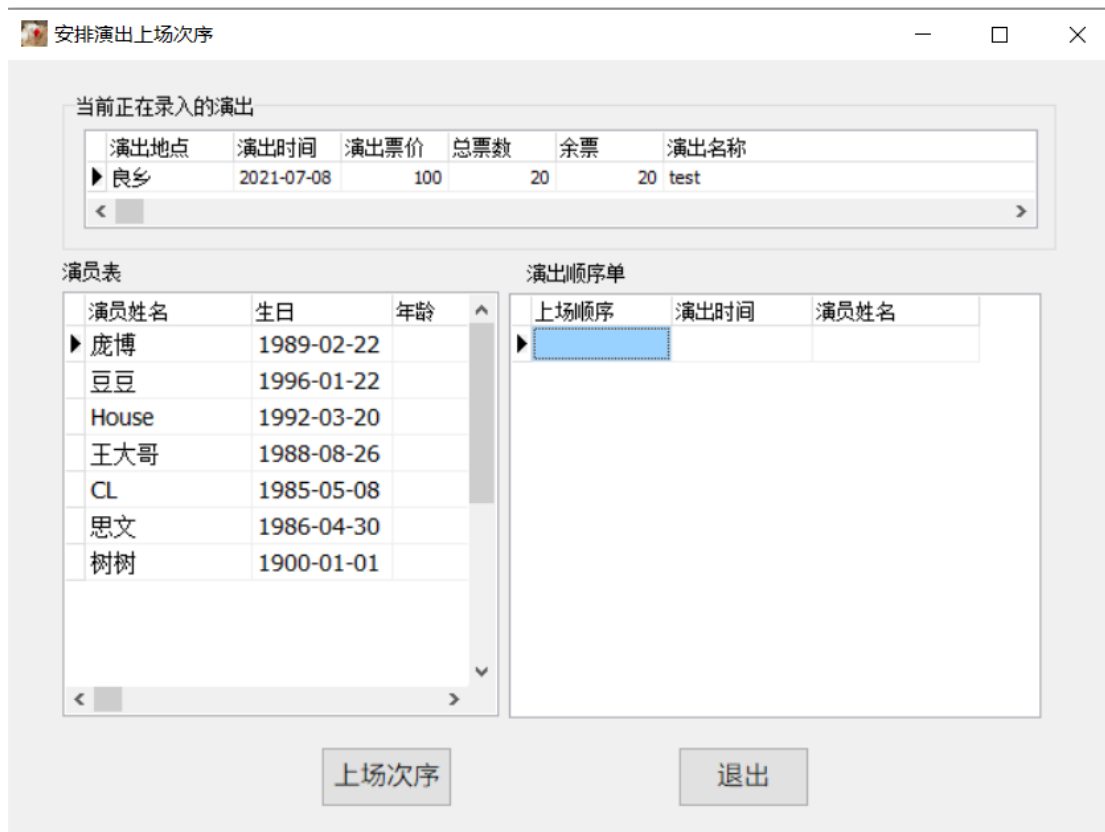 安排演出上场次序
当前正在录入的演出
演出地点 演出时间 演出票价 总票数 余票 演出名称
良乡 2021-07-08 100 20 20 test
演员表
演员姓名 生日 年龄
庞博 1989-02-22
豆豆 1996-01-22
House 1992-03-20
王大哥 1988-08-26
CL 1985-05-08
思文 1986-04-30
树树 1900-01-01
演出顺序单
上场顺序 演出时间 演员姓名
上场次序 退出